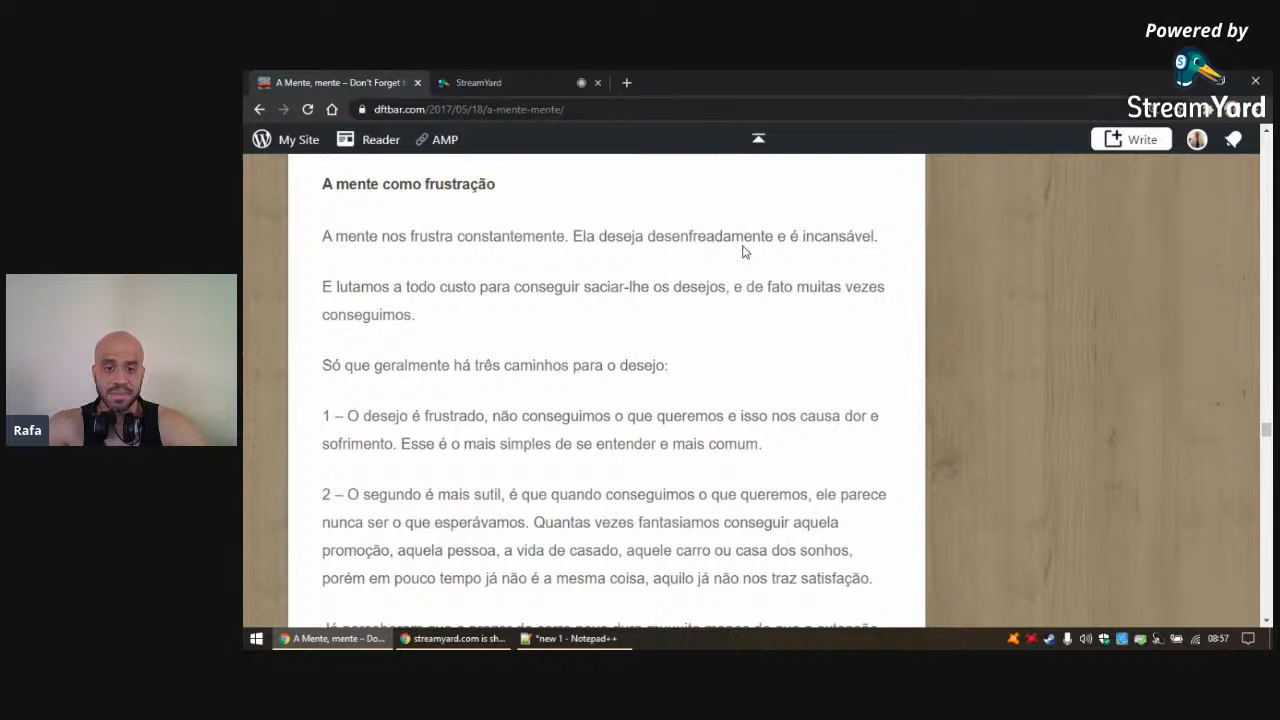 Powered by
StreamYard
A Mente, mente – Don't Forget
StreamYard
dftbar.com/2017/05/18/a-mente-mente/
My Site
Reader
AMP
Write
A mente como frustração
A mente nos frustra constantemente. Ela deseja desenfreadamente e é incansável.
E lutamos a todo custo para conseguir saciar-lhe os desejos, e de fato muitas vezes
conseguimos.
Só que geralmente há três caminhos para o desejo:
1 – O desejo é frustrado, não conseguimos o que queremos e isso nos causa dor e
sofrimento. Esse é o mais simples de se entender e mais comum.
2 – O segundo é mais sutil, é que quando conseguimos o que queremos, ele parece
nunca ser o que esperávamos. Quantas vezes fantasiamos conseguir aquela
promoção, aquela pessoa, a vida de casado, aquele carro ou casa dos sonhos,
porém em pouco tempo já não é a mesma coisa, aquilo já não nos traz satisfação.
Rafa
A Mente, mente – Do...
streamyard.com is sh...
*new 1 - Notepad++
08:57